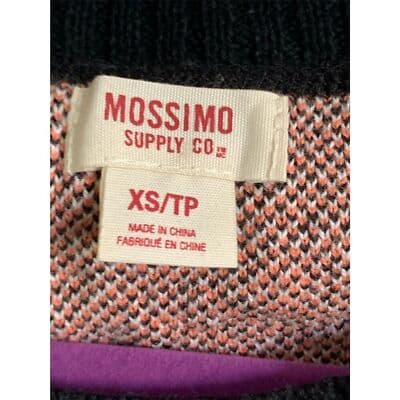 MOSSIMO
SUPPLY CO
XS/TP
MADE IN CHINA
FABRIQUÉ EN CHINE